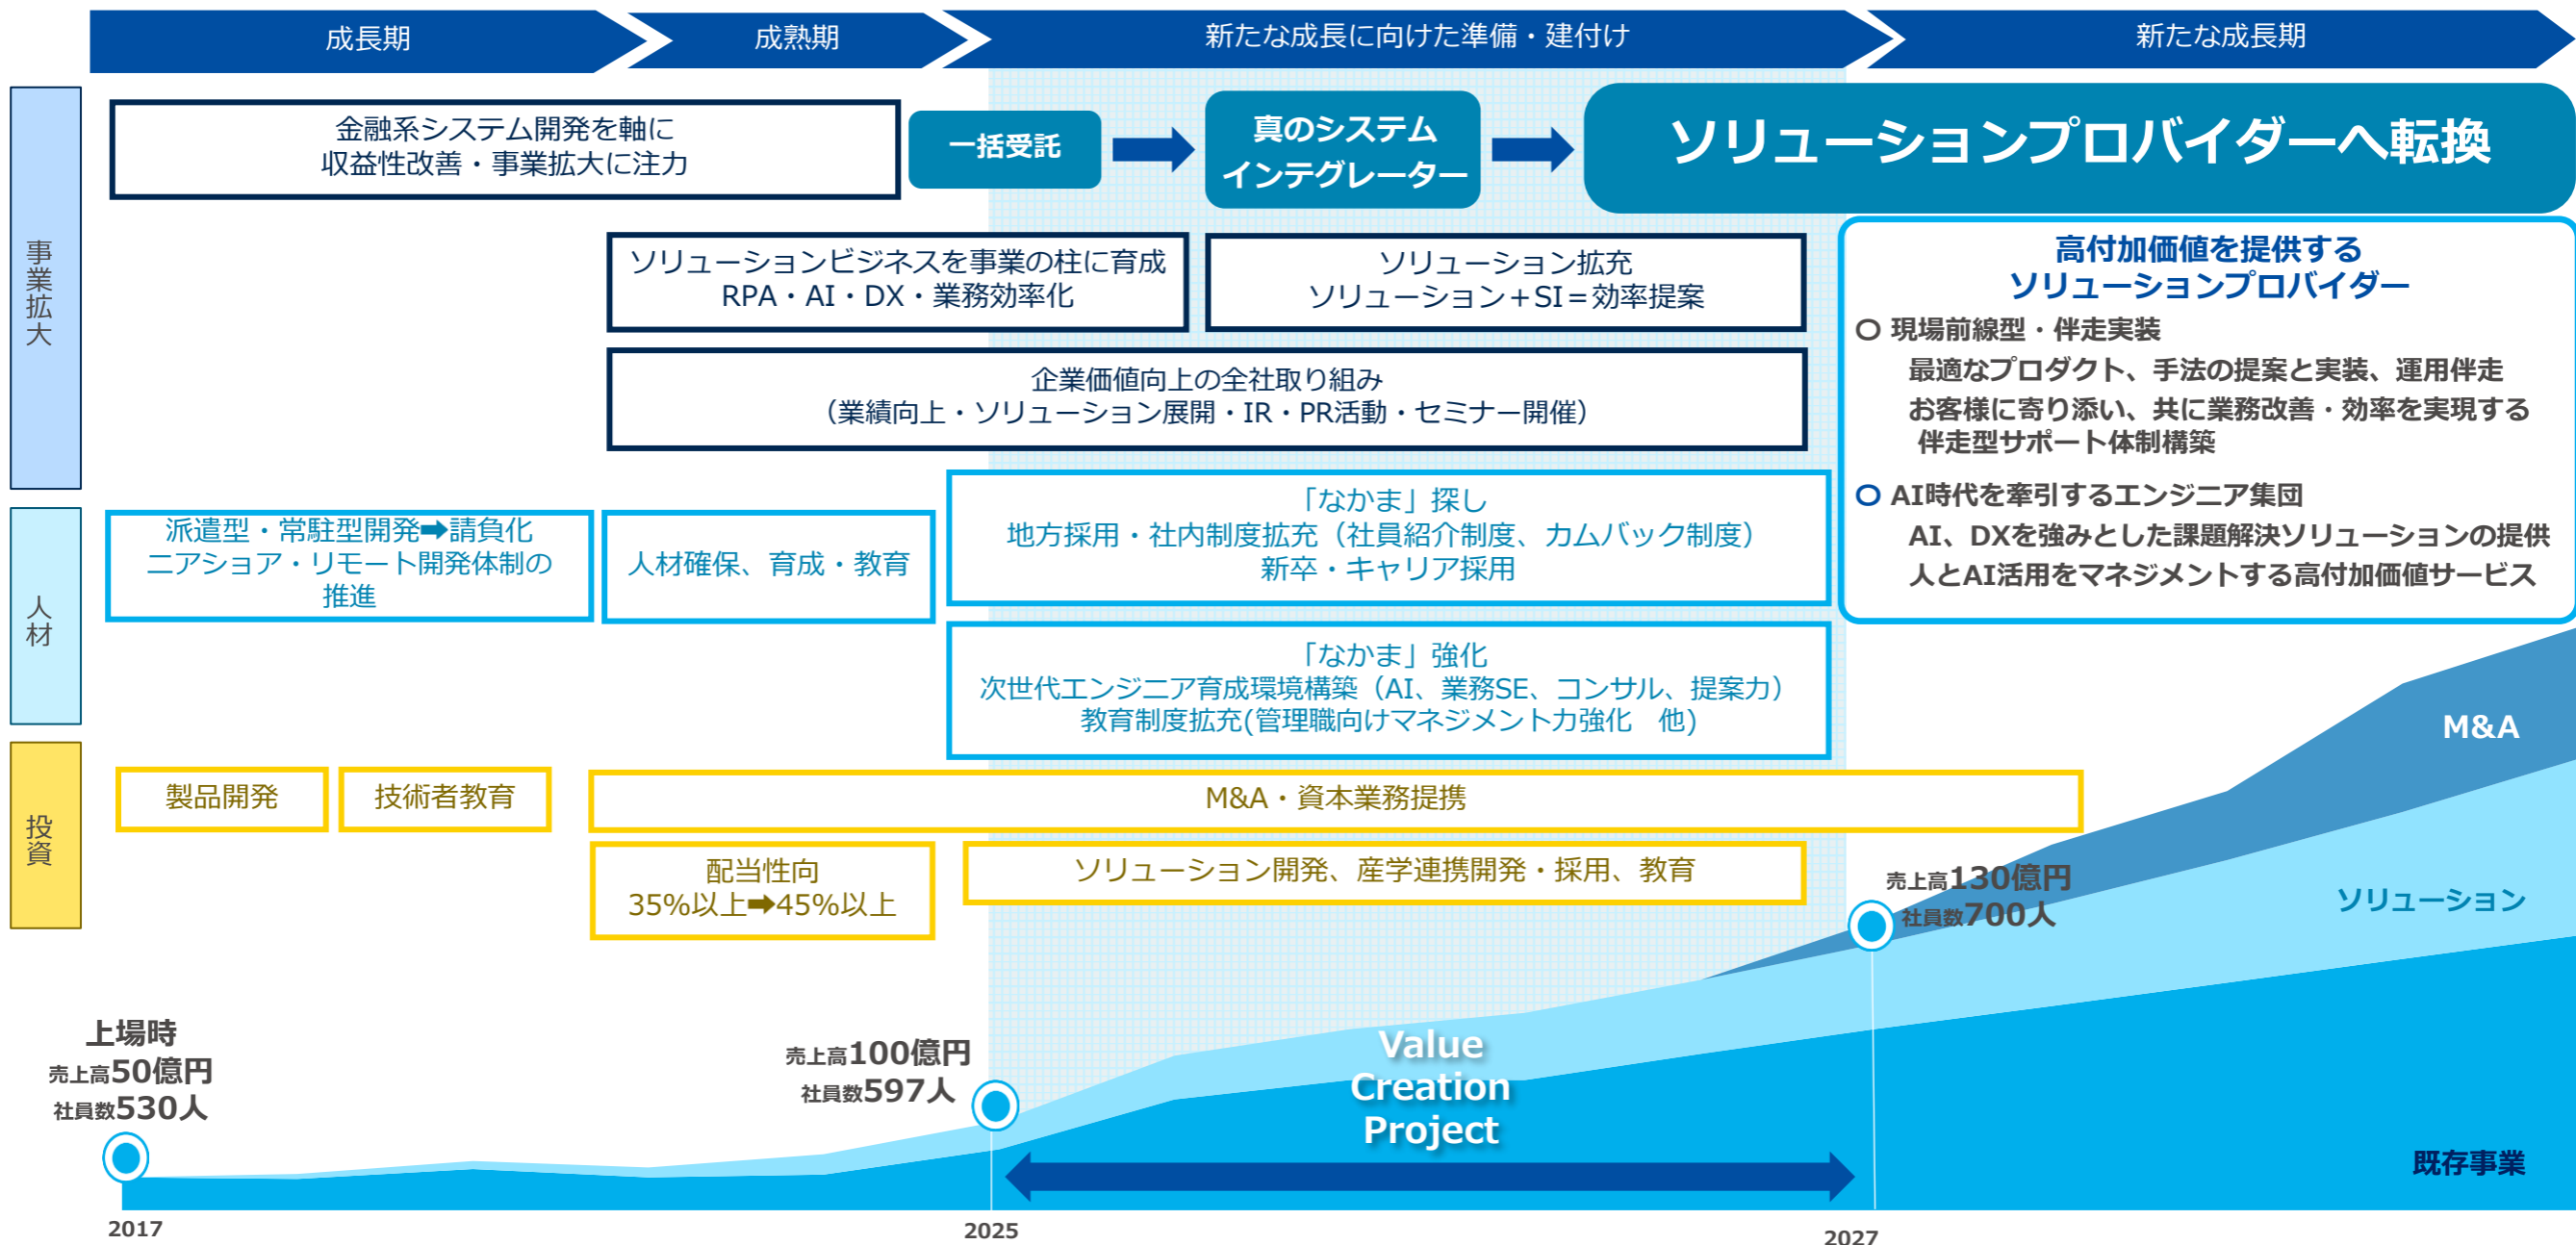 成長期
成熟期
新たな成長に向けた準備・建付け
新たな成長期
事業拡大
金融系システム開発を軸に
収益性改善・事業拡大に注力
一括受託
真のシステム
インテグレーター
ソリューションプロバイダーへ転換
ソリューションビジネスを事業の柱に育成
RPA・AI・DX・業務効率化
ソリューション拡充
ソリューション+SI=効率提案
企業価値向上の全社取り組み
（業績向上・ソリューション展開・IR・PR活動・セミナー開催）
高付加価値を提供する
ソリューションプロバイダー
〇 現場前線型・伴走実装
最適なプロダクト、手法の提案と実装、運用伴走
お客様に寄り添い、共に業務改善・効率を実現する
伴走型サポート体制構築
〇 AI時代を牽引するエンジニア集団
AI、DXを強みとした課題解決ソリューションの提供
人とAI活用をマネジメントする高付加価値サービス
人材
派遣型・常駐型開発➡請負化
ニアショア・リモート開発体制の
推進
人材確保、育成・教育
「なかま」探し
地方採用・社内制度拡充（社員紹介制度、カムバック制度）
新卒・キャリア採用
「なかま」強化
次世代エンジニア育成環境構築（AI、業務SE、コンサル、提案力）
教育制度拡充(管理職向けマネジメント力強化　他)
投資
製品開発
技術者教育
M&A・資本業務提携
配当性向
35%以上➡45%以上
ソリューション開発、産学連携開発・採用、教育
M&A
ソリューション
既存事業
上場時
売上高50億円
社員数530人
売上高100億円
社員数597人
売上高130億円
社員数700人
Value
Creation
Project
2017
2025
2027